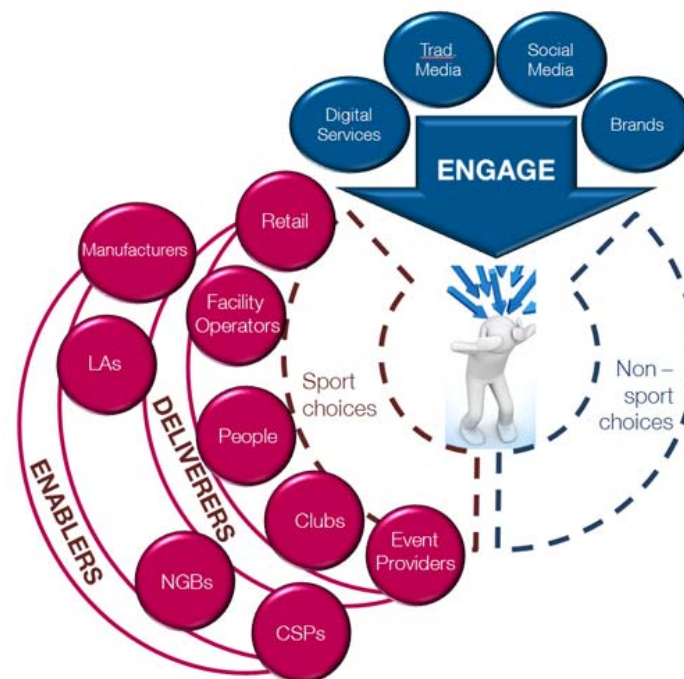 Trad
Media
Social
Media
Digital
Services
Brands
ENGAGE
Retail
Manufacturers
Facility
Operators
LAs
Sport
choices
Non –
sport
choices
People
DELIVERERS
ENABLERS
Clubs
Event
Providers
NGBs
CSPs